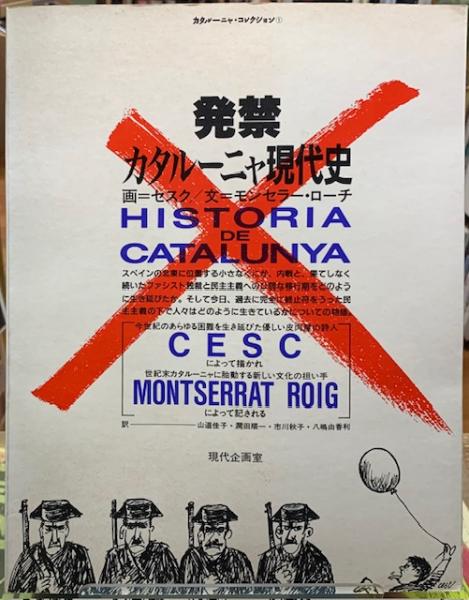 カタルーニャ・コレクション①
発禁
カタルーニャ現代史
画=セスク/文=モンセラー・ローチ
HISTORIA
DE
CATALUNYA
スペインの北東に位置する小さなくにが、内戦と、果てしなく
続いたファシスト独裁と民主主義への困難な移行期をどのよう
に生き延びたか。そして今日、過去に完全に終止符をうった民
主主義の下で人々はどのように生きているかについての物語。
今世紀のあらゆる困難を生き延びた優しい皮肉屋の詩人
CESC
によって描かれ
世紀末カタルーニャに胎動する新しい文化の担い手
MONTSERRAT ROIG
によって記される
訳 山道佳子・潤田順一・市川秋子・八嶋由香利
現代企画室